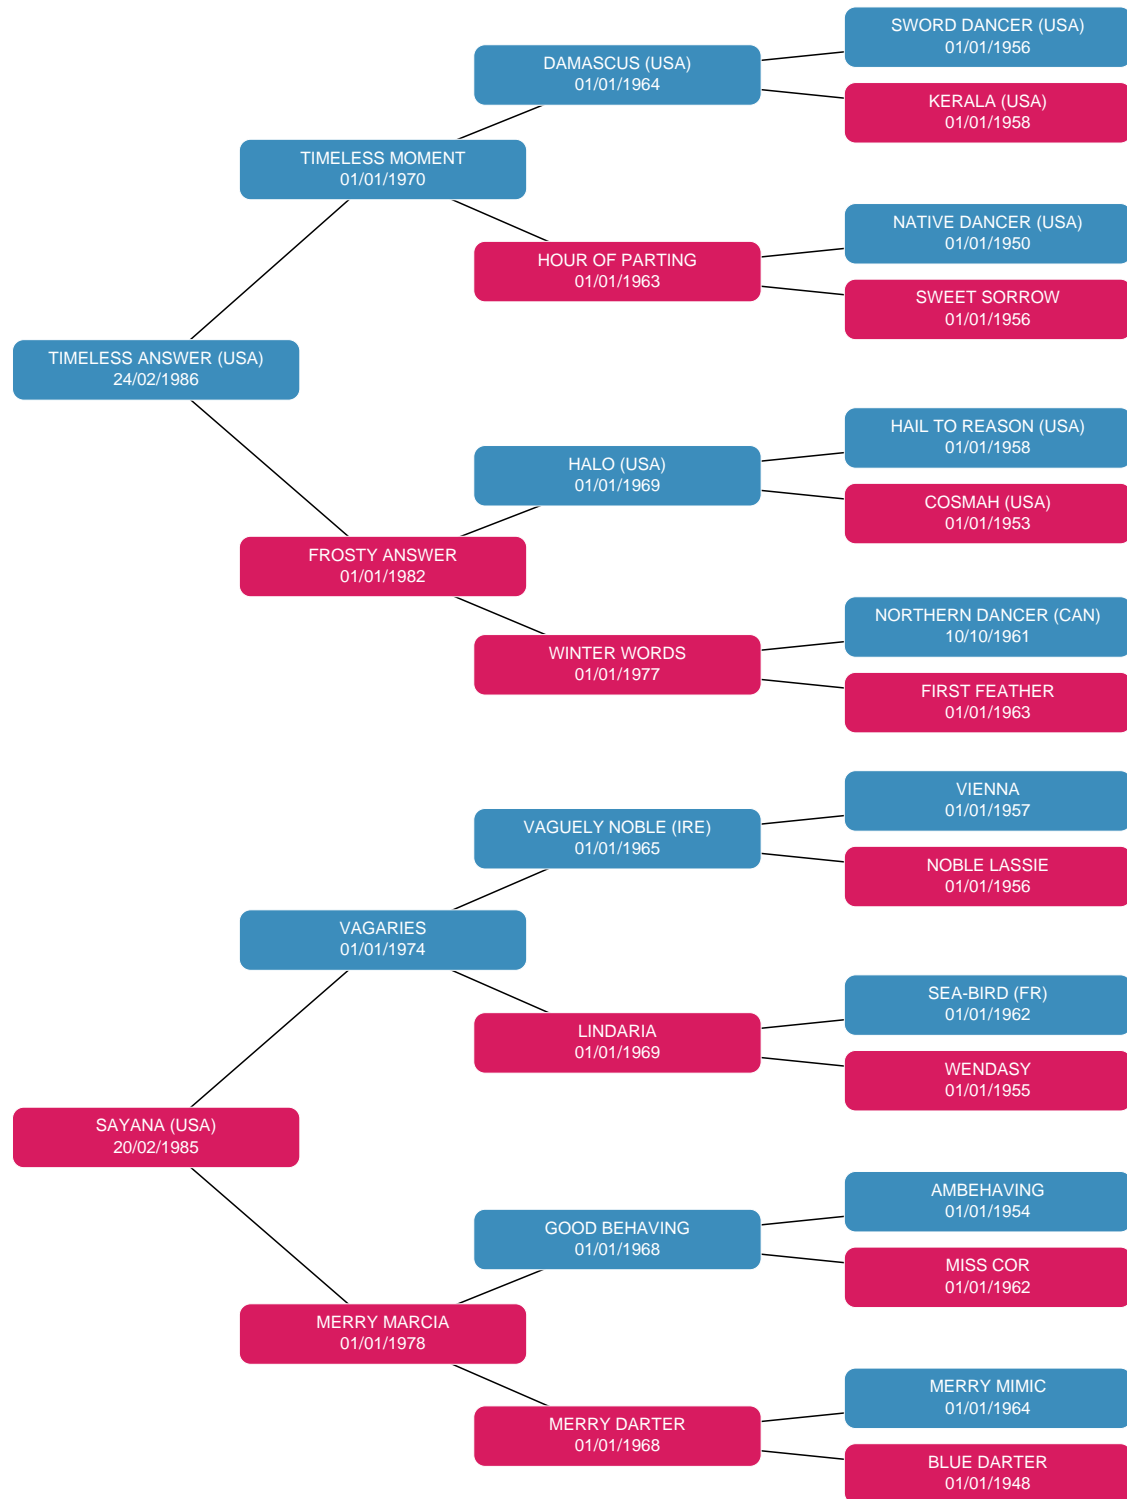 SWORD DANCER (USA)
01/01/1956
DAMASCUS (USA)
01/01/1964
KERALA (USA)
01/01/1958
TIMELESS MOMENT
01/01/1970
NATIVE DANCER (USA)
01/01/1950
HOUR OF PARTING
01/01/1963
SWEET SORROW
01/01/1956
TIMELESS ANSWER (USA)
24/02/1986
HAIL TO REASON (USA)
01/01/1958
HALO (USA)
01/01/1969
COSMAH (USA)
01/01/1953
FROSTY ANSWER
01/01/1982
NORTHERN DANCER (CAN)
10/10/1961
WINTER WORDS
01/01/1977
FIRST FEATHER
01/01/1963
VIENNA
01/01/1957
VAGUELY NOBLE (IRE)
01/01/1965
NOBLE LASSIE
01/01/1956
VAGARIES
01/01/1974
SEA-BIRD (FR)
01/01/1962
LINDARIA
01/01/1969
WENDASY
01/01/1955
SAYANA (USA)
20/02/1985
AMBEHAVING
01/01/1954
GOOD BEHAVING
01/01/1968
MISS COR
01/01/1962
MERRY MARCIA
01/01/1978
MERRY MIMIC
01/01/1964
MERRY DARTER
01/01/1968
BLUE DARTER
01/01/1948